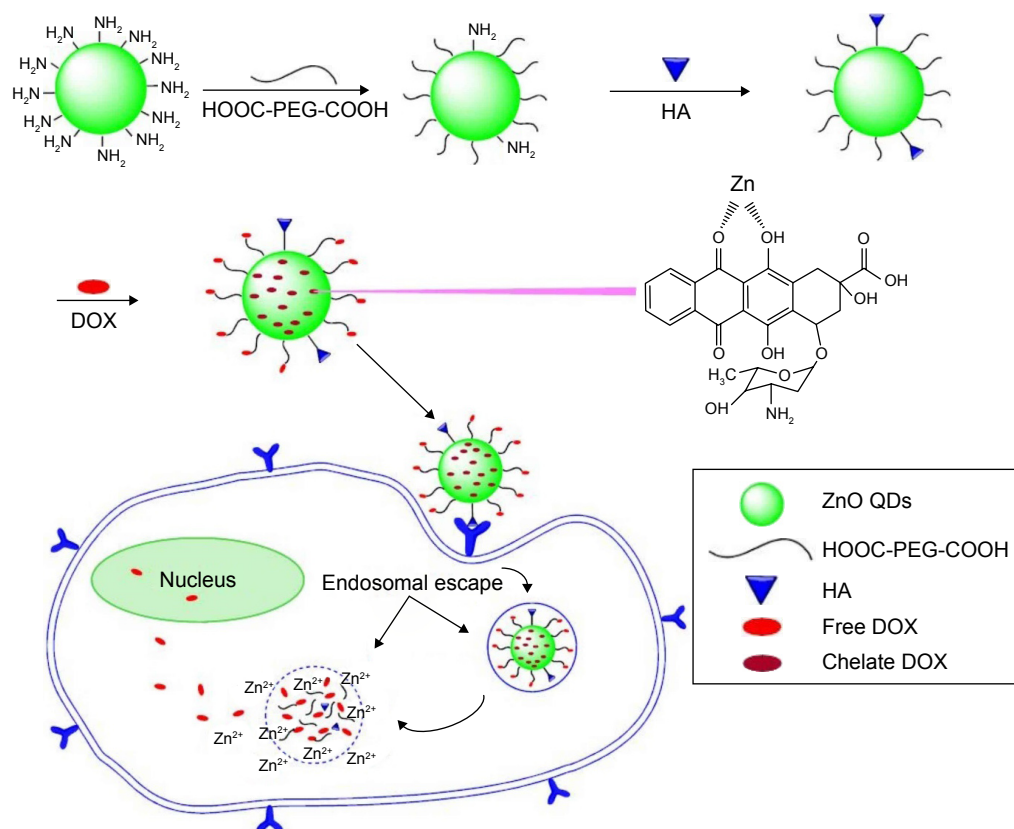 NH₂
H₂N
NH₂
H₂N
NH₂
H₂N
NH₂
H₂N
NH₂
H₂N
NH₂
H₂N
NH₂
NH₂
HOOC-PEG-COOH
NH₂
NH₂
HA
DOX
Zn
O
OH
O
OH
OH
O
OH
O
H₃C
O
OH
NH₂
Nucleus
Endosomal escape
Zn²⁺
Zn²⁺
Zn²⁺
Zn²⁺
Zn²⁺
Zn²⁺
Zn²⁺
Zn²⁺
Zn²⁺
ZnO QDs
HOOC-PEG-COOH
HA
Free DOX
Chelate DOX